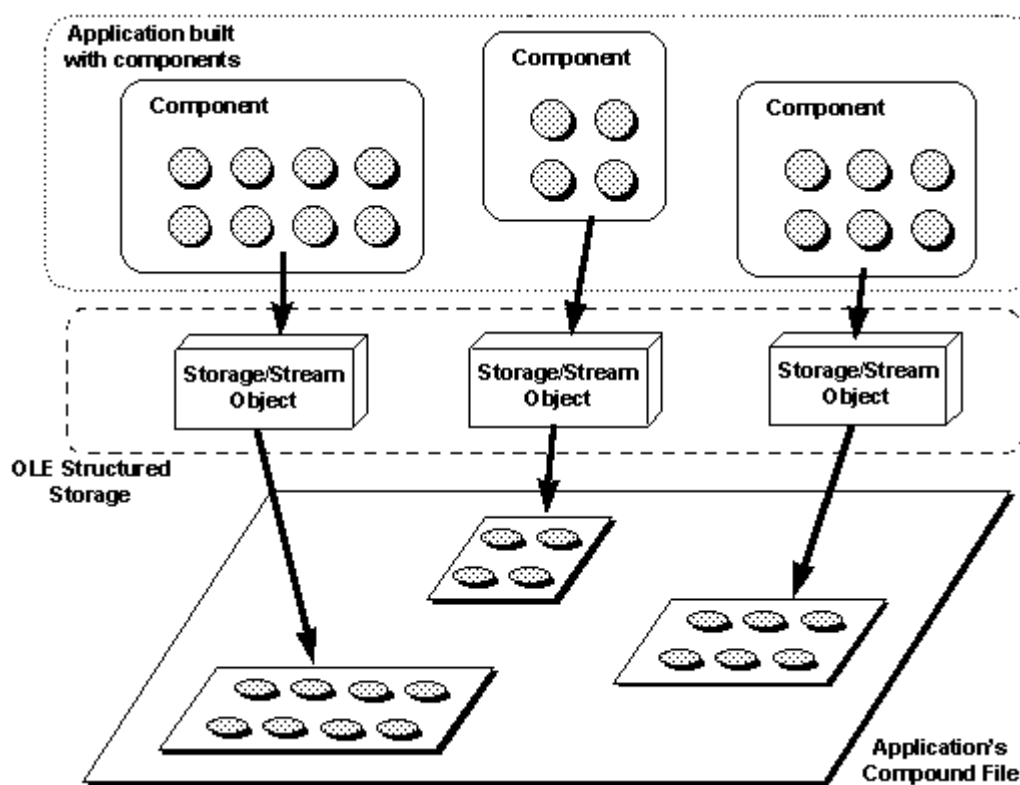 Application built
with components
Component
Component
Component
Storage/Stream
Object
Storage/Stream
Object
Storage/Stream
Object
OLE Structured
Storage
Application's
Compound File